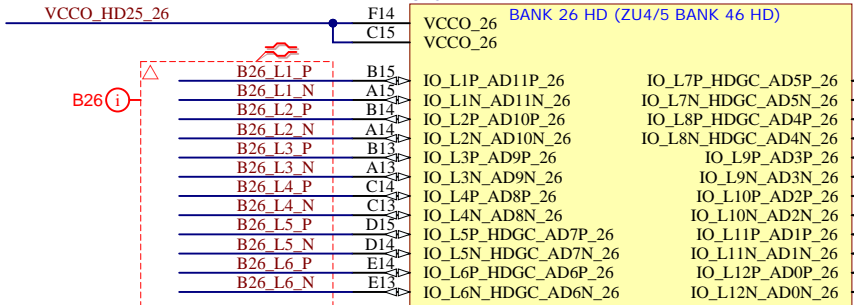 VCCO_HD25_26 F14 VCCO_26 BANK 26 HD (ZU4/5 BANK 46 HD)
C15 VCCO_26
B26 i
B26_L1_P B15 IO_L1P_AD11P_26 IO_L7P_HDGC_AD5P_26
B26_L1_N A15 IO_L1N_AD11N_26 IO_L7N_HDGC_AD5N_26
B26_L2_P B14 IO_L2P_AD10P_26 IO_L8P_HDGC_AD4P_26
B26_L2_N A14 IO_L2N_AD10N_26 IO_L8N_HDGC_AD4N_26
B26_L3_P B13 IO_L3P_AD9P_26 IO_L9P_AD3P_26
B26_L3_N A13 IO_L3N_AD9N_26 IO_L9N_AD3N_26
B26_L4_P C14 IO_L4P_AD8P_26 IO_L10P_AD2P_26
B26_L4_N C13 IO_L4N_AD8N_26 IO_L10N_AD2N_26
B26_L5_P D15 IO_L5P_HDGC_AD7P_26 IO_L11P_AD1P_26
B26_L5_N D14 IO_L5N_HDGC_AD7N_26 IO_L11N_AD1N_26
B26_L6_P E14 IO_L6P_HDGC_AD6P_26 IO_L12P_AD0P_26
B26_L6_N E13 IO_L6N_HDGC_AD6N_26 IO_L12N_AD0N_26